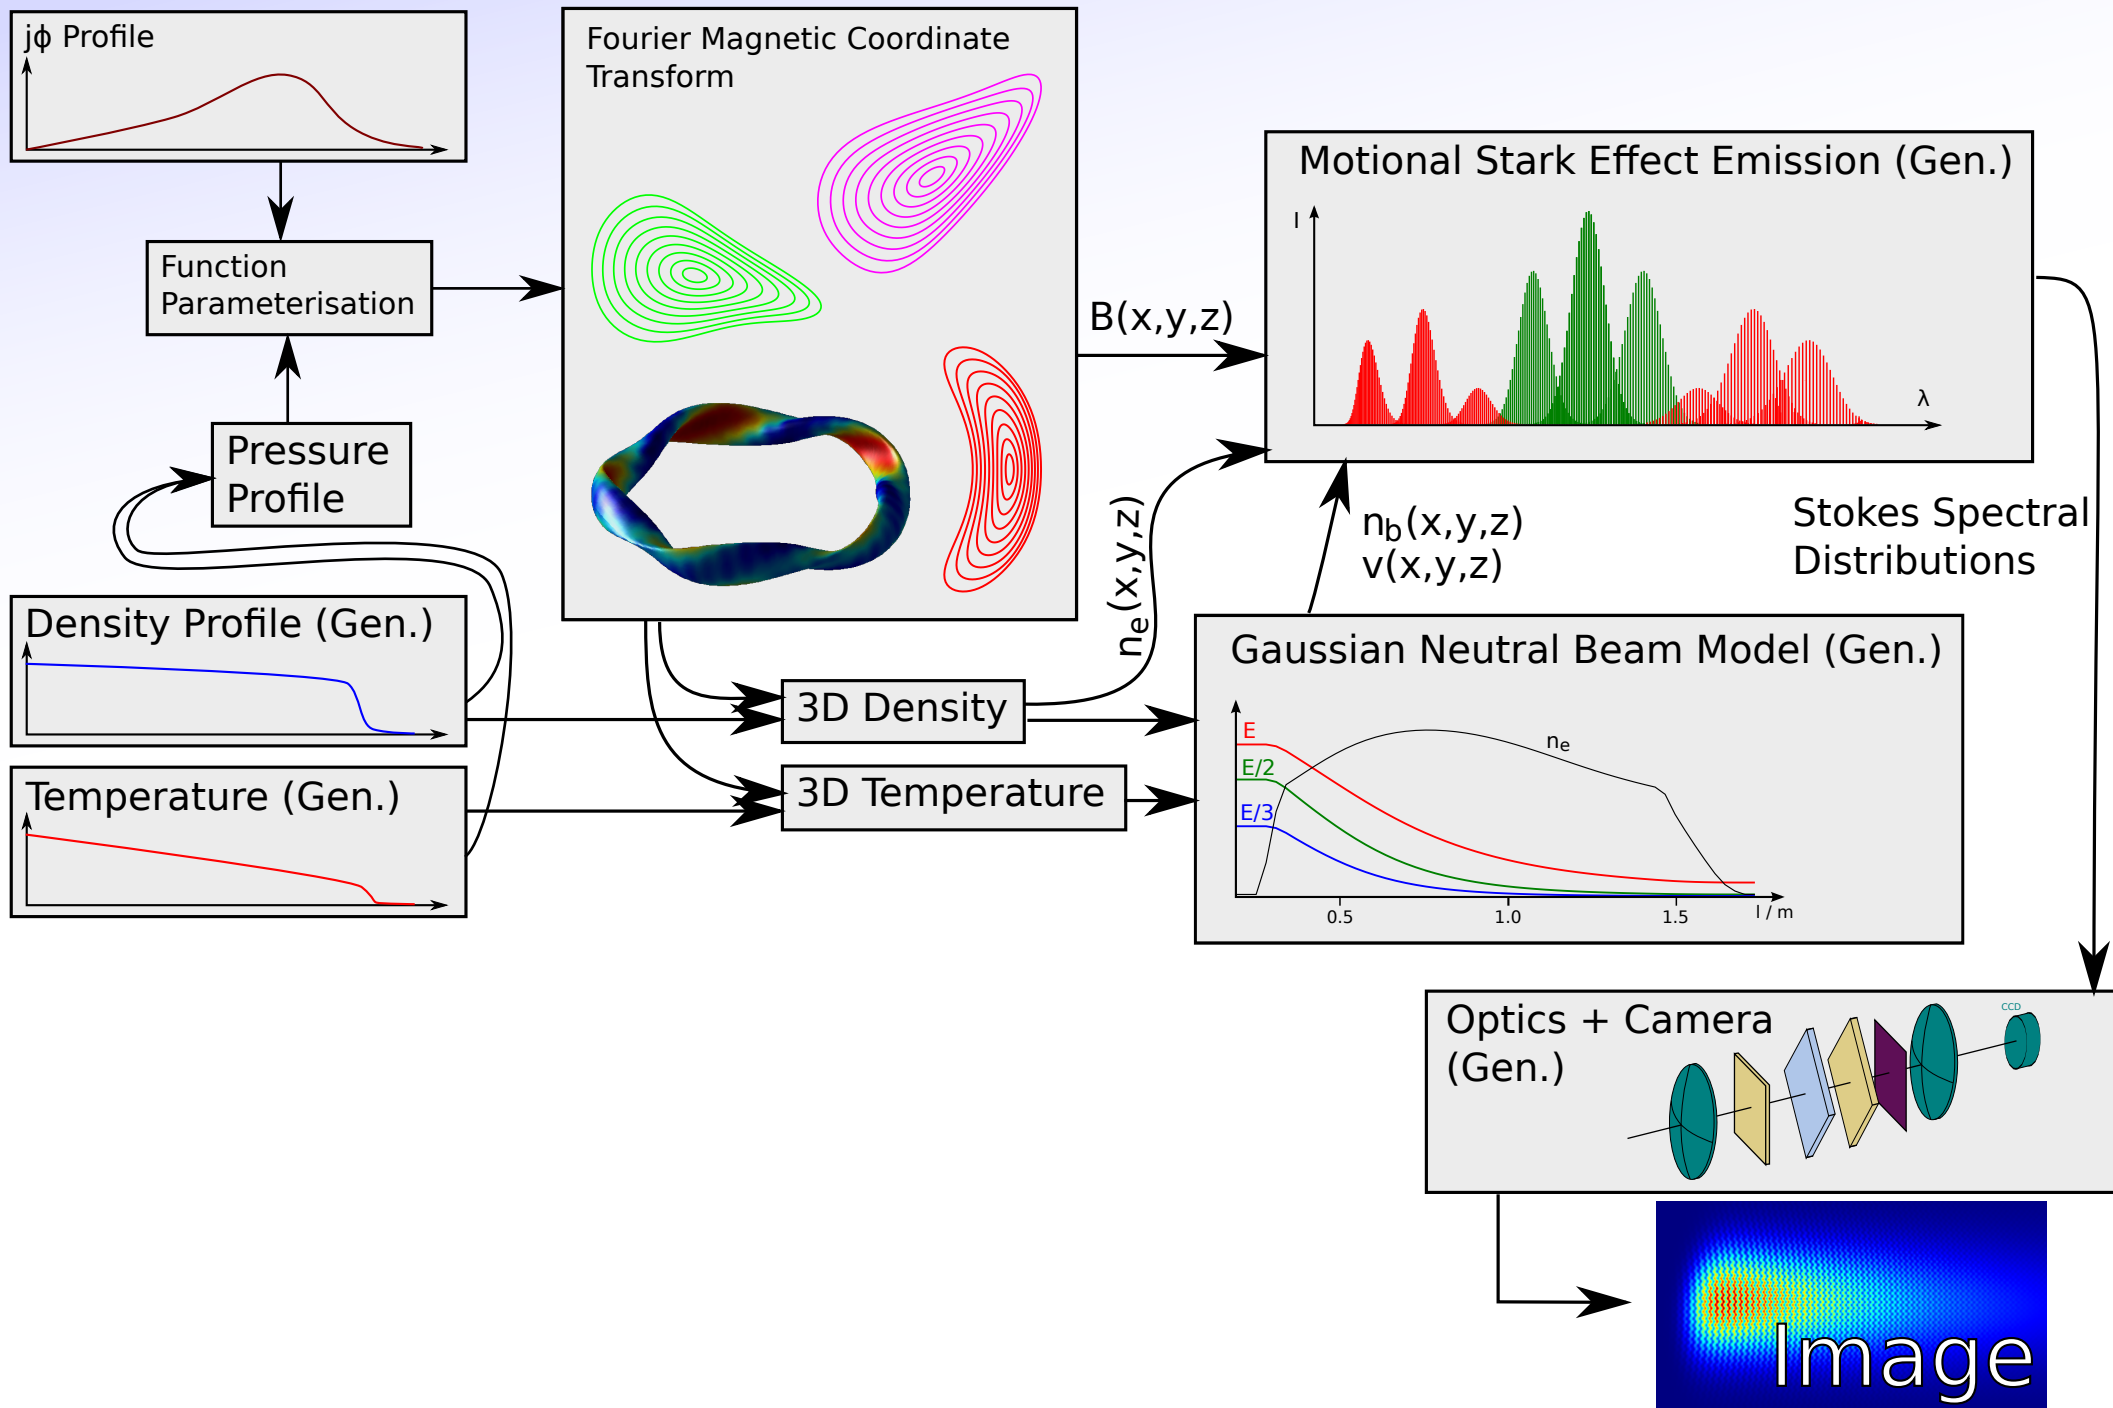 jϕ Profile
Fourier Magnetic Coordinate
Transform
Function
Parameterisation
Pressure
Profile
Density Profile (Gen.)
Temperature (Gen.)
3D Density
3D Temperature
B(x,y,z)
ne(x,y,z)
Motional Stark Effect Emission (Gen.)
I
λ
nb(x,y,z)
v(x,y,z)
Stokes Spectral
Distributions
Gaussian Neutral Beam Model (Gen.)
E
ne
E/2
E/3
0.5 1.0 1.5 l / m
Optics + Camera
(Gen.)
CCD
Image